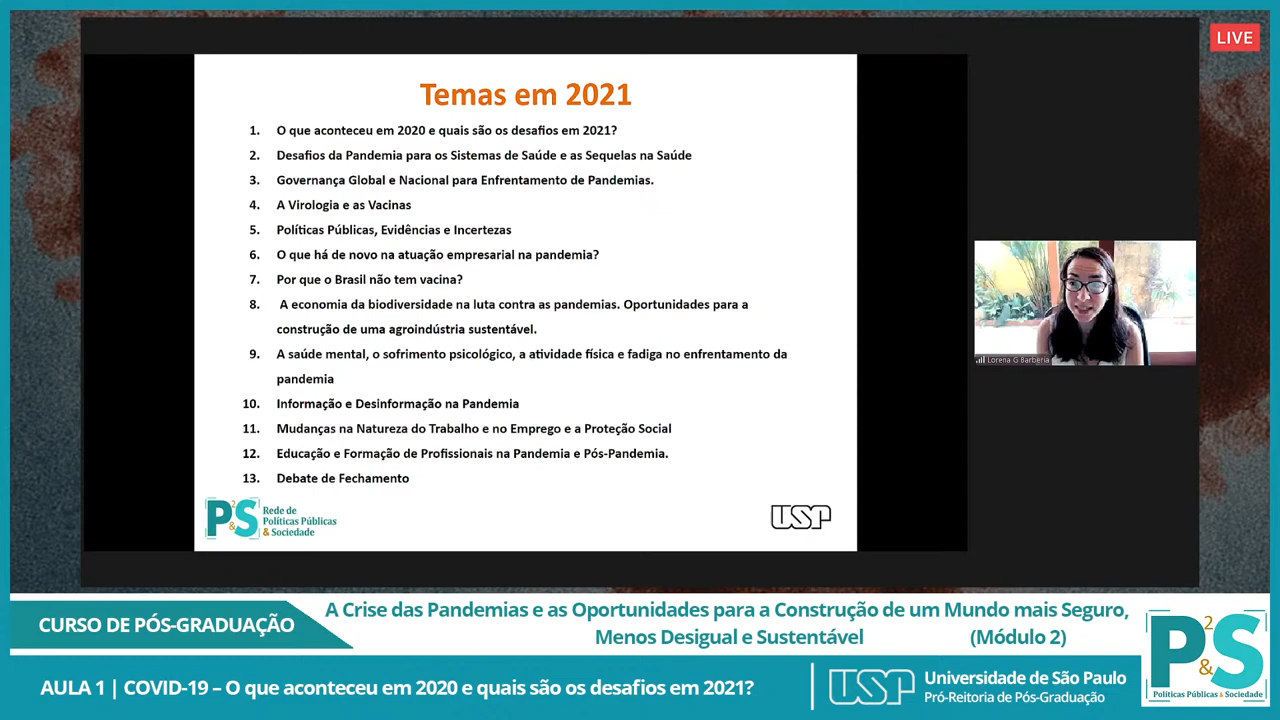 LIVE
Temas em 2021
1. O que aconteceu em 2020 e quais são os desafios em 2021?
2. Desafios da Pandemia para os Sistemas de Saúde e as Sequelas na Saúde
3. Governança Global e Nacional para Enfrentamento de Pandemias.
4. A Virologia e as Vacinas
5. Políticas Públicas, Evidências e Incertezas
6. O que há de novo na atuação empresarial na pandemia?
7. Por que o Brasil não tem vacina?
8. A economia da biodiversidade na luta contra as pandemias. Oportunidades para a
construção de uma agroindústria sustentável.
9. A saúde mental, o sofrimento psicológico, a atividade física e fadiga no enfrentamento da
pandemia
10. Informação e Desinformação na Pandemia
11. Mudanças na Natureza do Trabalho e no Emprego e a Proteção Social
12. Educação e Formação de Profissionais na Pandemia e Pós-Pandemia.
13. Debate de Fechamento
P2&S
Rede de
Políticas Públicas
& Sociedade
USP
Lorena G Barberia
CURSO DE PÓS-GRADUAÇÃO
A Crise das Pandemias e as Oportunidades para a Construção de um Mundo mais Seguro,
Menos Desigual e Sustentável (Módulo 2)
AULA 1 | COVID-19 – O que aconteceu em 2020 e quais são os desafios em 2021?
USP
Universidade de São Paulo
Pró-Reitoria de Pós-Graduação
P2&S
Políticas Públicas & Sociedade